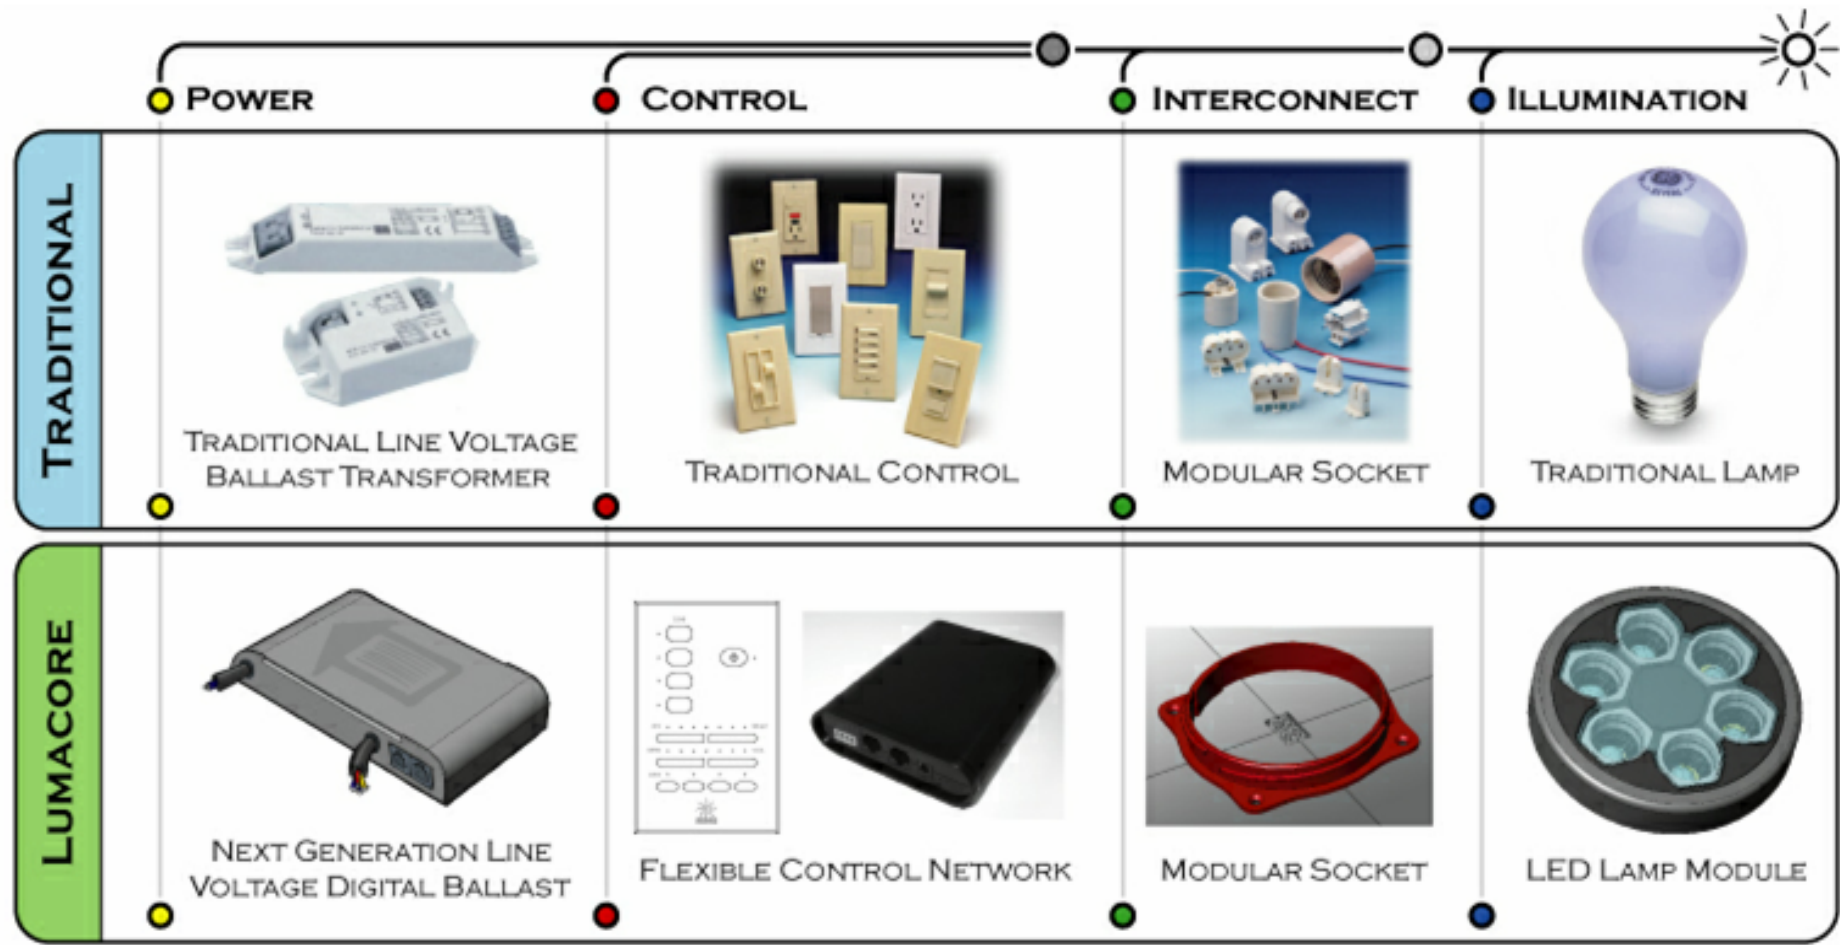 POWER
CONTROL
INTERCONNECT
ILLUMINATION
TRADITIONAL
TRADITIONAL LINE VOLTAGE
BALLAST TRANSFORMER
TRADITIONAL CONTROL
MODULAR SOCKET
TRADITIONAL LAMP
LUMACORE
NEXT GENERATION LINE
VOLTAGE DIGITAL BALLAST
FLEXIBLE CONTROL NETWORK
MODULAR SOCKET
LED LAMP MODULE